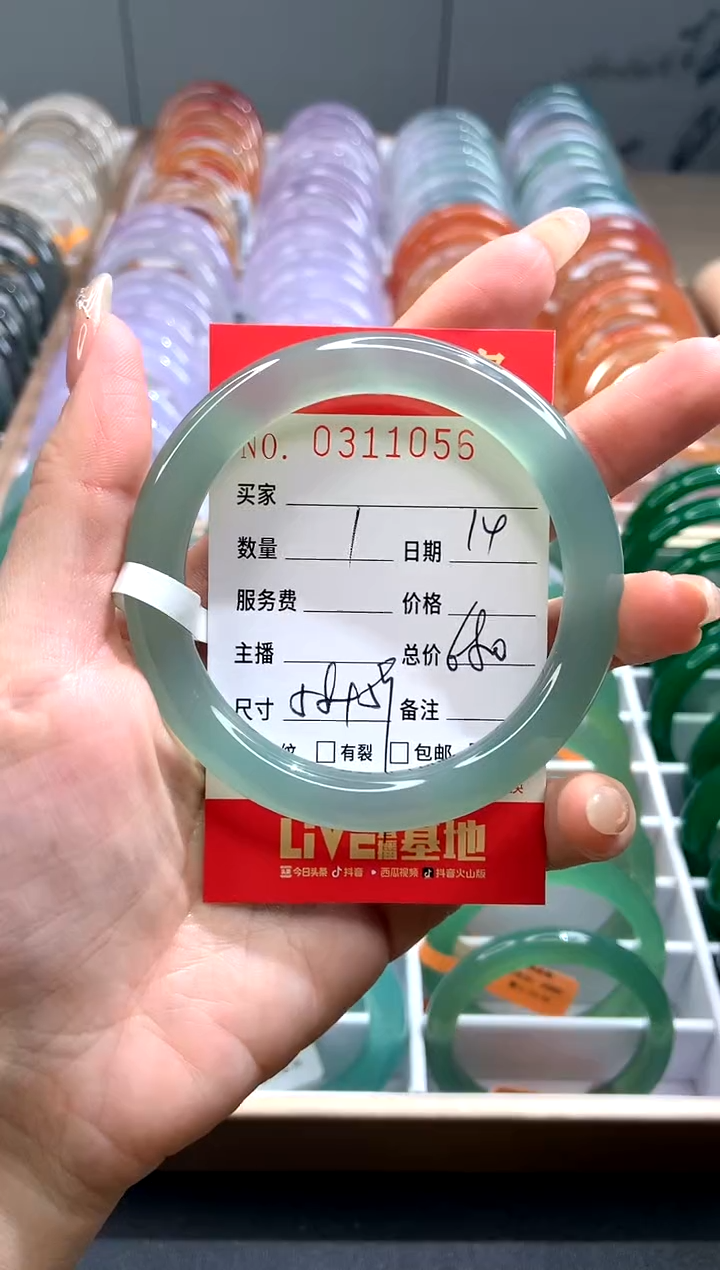 NO. 0311056
买家
数量 1 日期 14
服务费 价格
主播 总价 680
尺寸 备注
纹 □有裂 □包邮
LiVE直播基地
今日头条 抖音 西瓜视频 抖音火山版